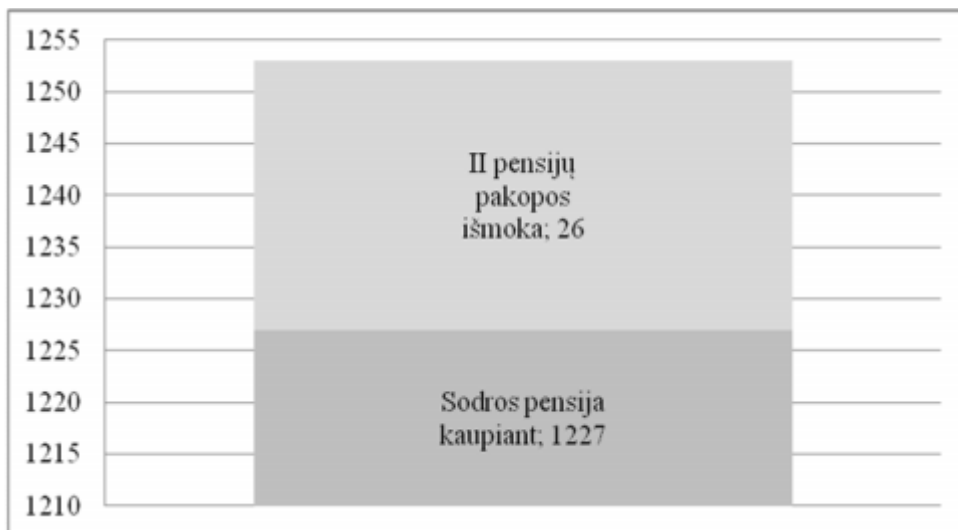 1255
1250
1245
1240
1235
1230
1225
1220
1215
1210
II pensijų
pakopos
išmoka; 26
Sodros pensija
kaupiant; 1227